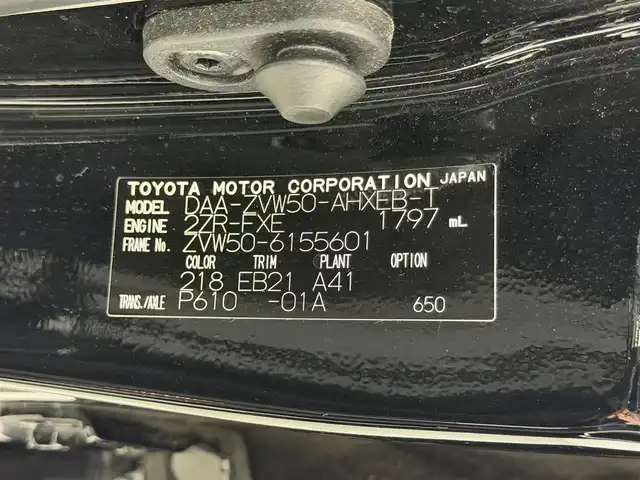 TOYOTA MOTOR CORPORATION JAPAN
MODEL DAA-ZVW50-AHXEB-T
ENGINE 2ZR-FXE 1797 mL
FRAME No. ZVW50-6155601
COLOR TRIM PLANT OPTION
218 EB21 A41
TRANS./AXLE P610 -01A 650